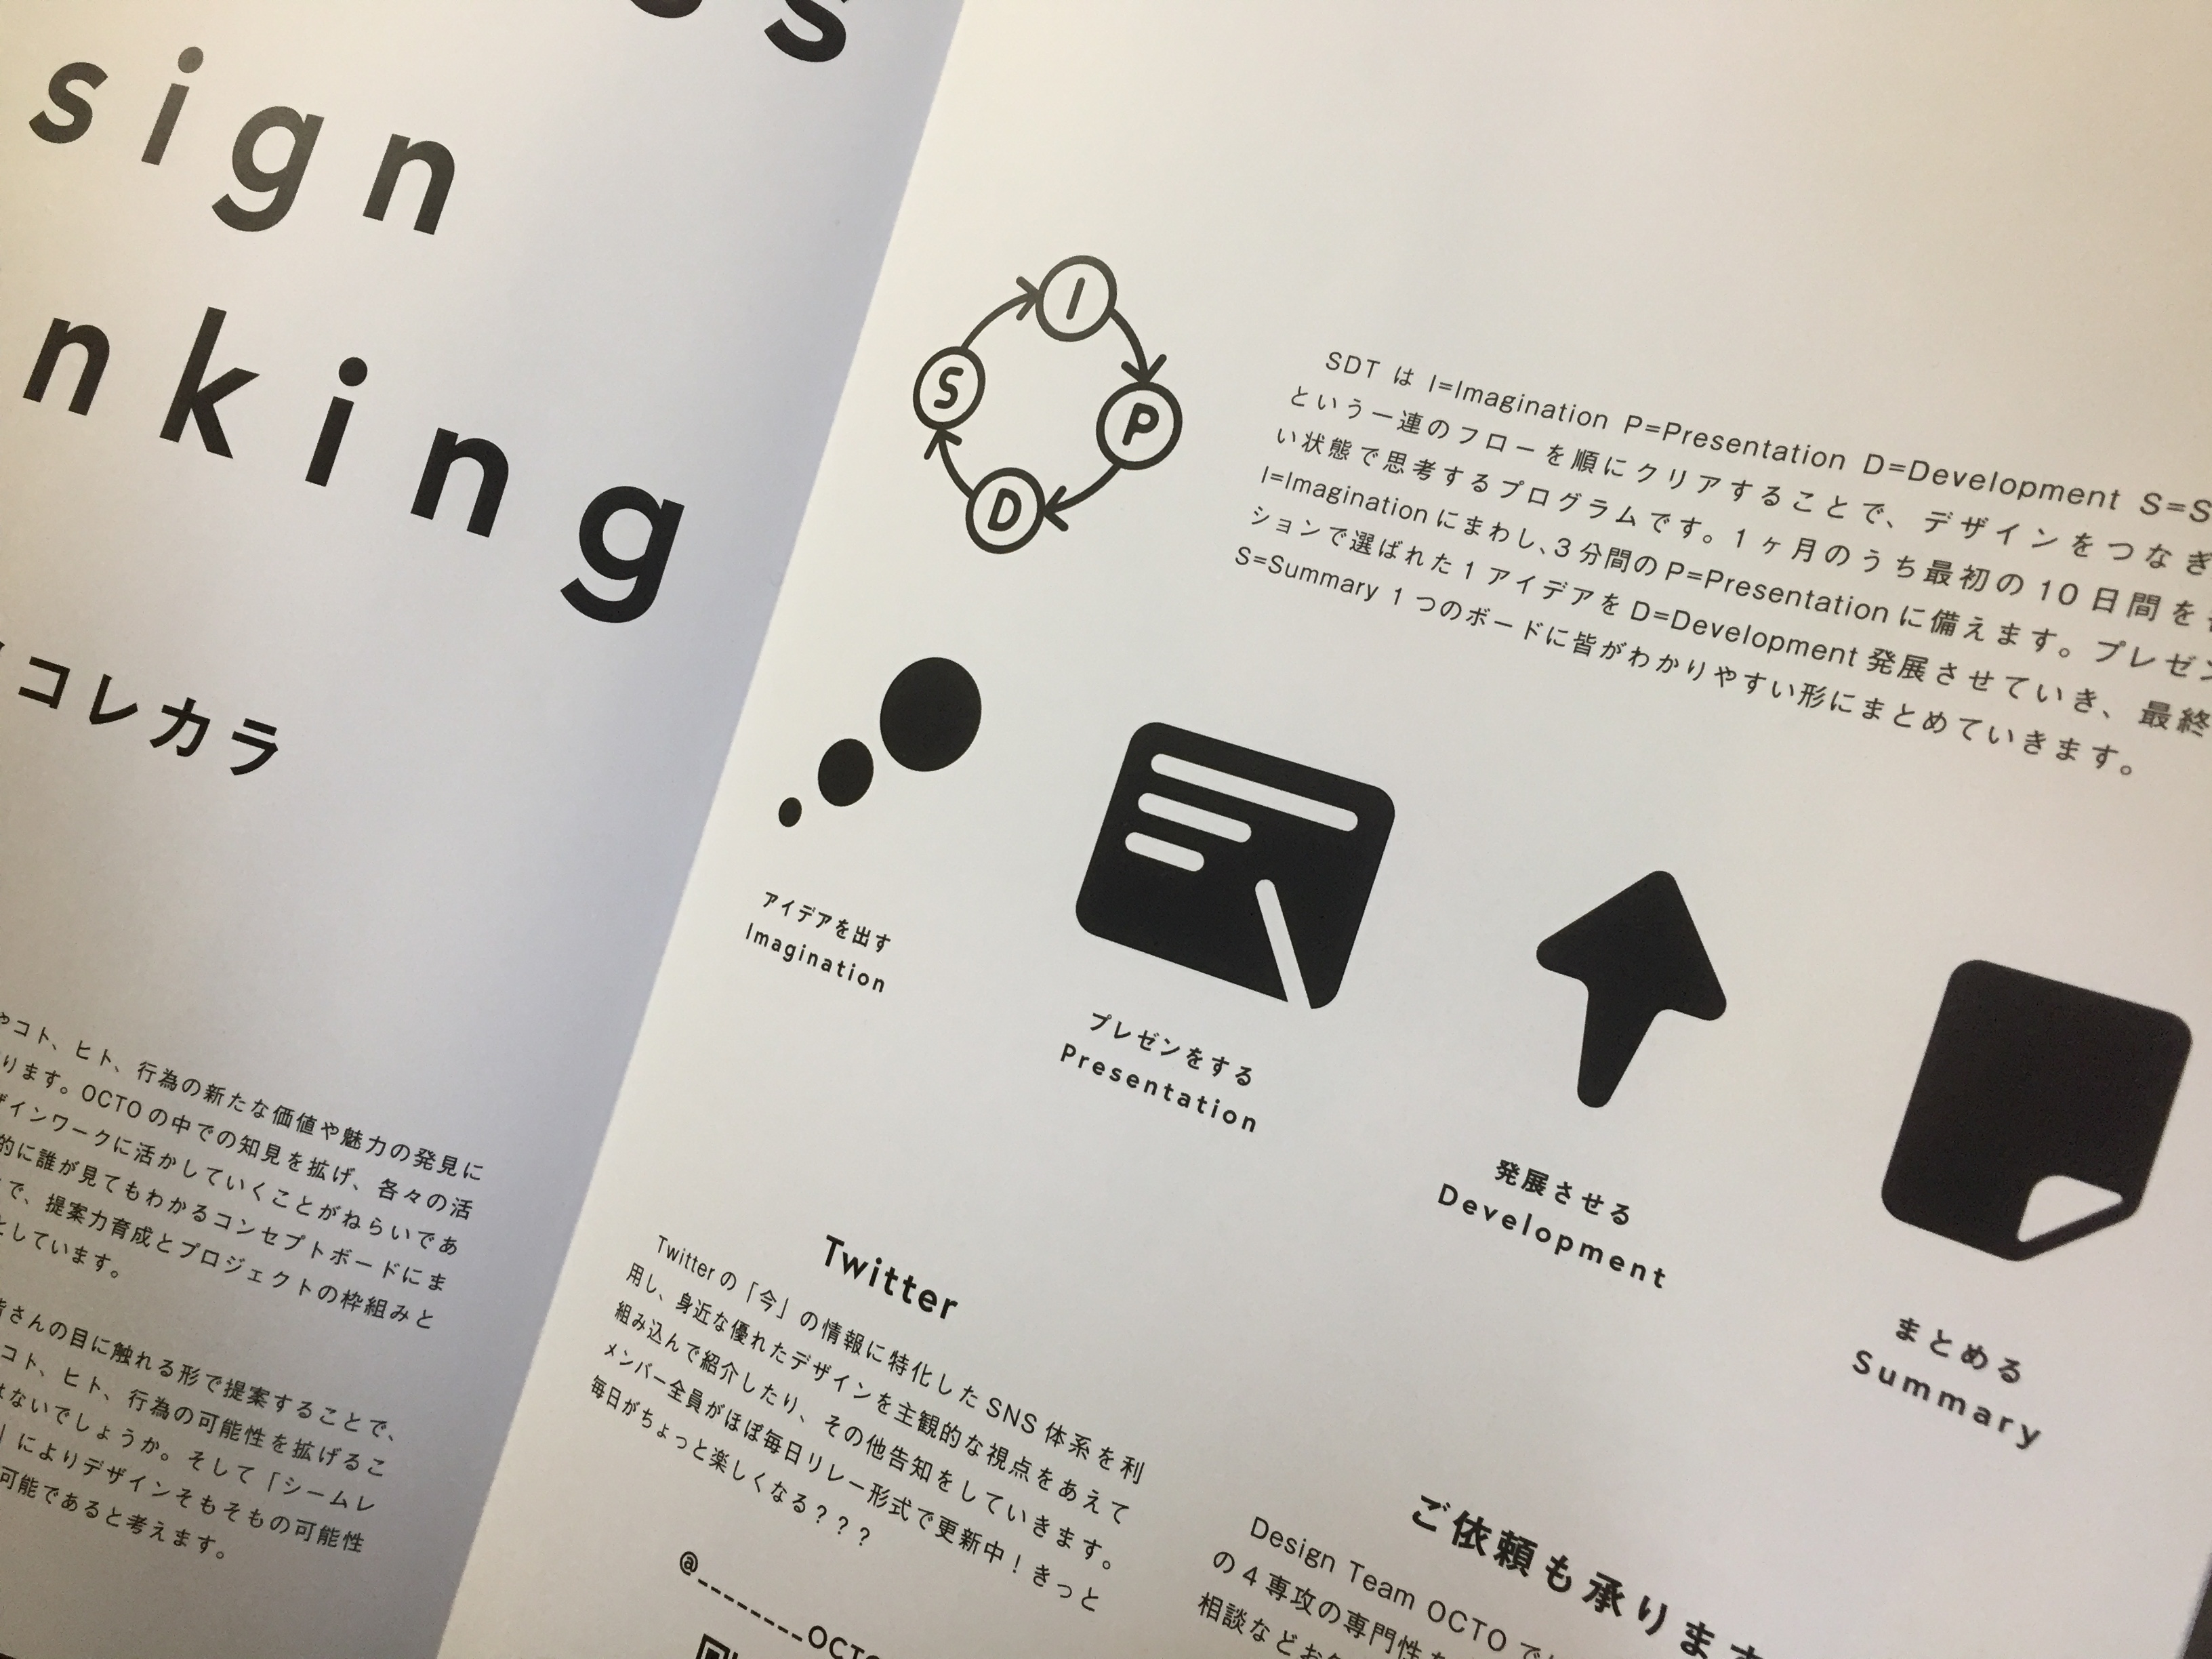 s
sign
nking
コレカラ
コト、ヒト、行為の新たな価値や魅力の発見に
ります。OCTOの中での知見を拡げ、各々の活
ザインワークに活かしていくことがねらいであ
的に誰が見てもわかるコンセプトボードにま
で、提案力育成とプロジェクトの枠組みと
としています。
皆さんの目に触れる形で提案することで、
コト、ヒト、行為の可能性を拡げるこ
はないでしょうか。そして「シームレ
」によりデザインそもそもの可能性
可能であると考えます。
I
S
P
D
SDT は I=Imagination P=Presentation D=Development S=S
という一連のフローを順にクリアすることで、デザインをつなぎ
い状態で思考するプログラムです。1ヶ月のうち最初の10日間を
I=Imagination にまわし、3分間の P=Presentation に備えます。プレゼン
ションで選ばれた1アイデアを D=Development 発展させていき、最終
S=Summary 1つのボードに皆がわかりやすい形にまとめていきます。
アイデアを出す
Imagination
プレゼンをする
Presentation
発展させる
Development
まとめる
Summary
Twitter
Twitterの「今」の情報に特化した SNS 体系を利
用し、身近な優れたデザインを主観的な視点をあえて
組み込んで紹介したり、その他告知をしていきます。
メンバー全員がほぼ毎日リレー形式で更新中！きっと
毎日がちょっと楽しくなる？？？
@-------OCTO
ご依頼も承ります
Design Team OCTO で
の4専攻の専門性
相談などお